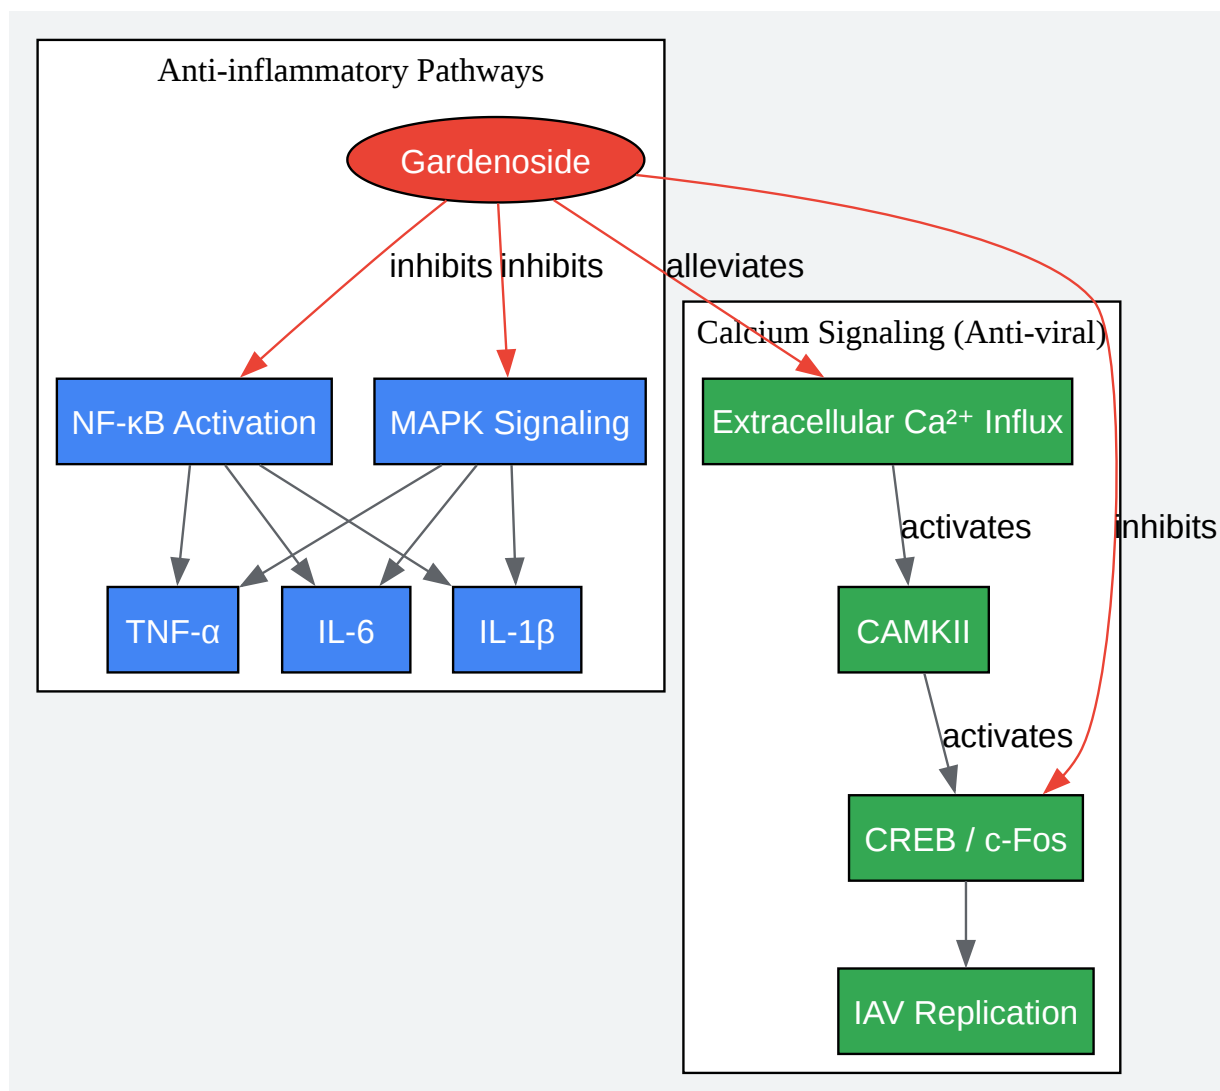 Anti-inflammatory Pathways
Gardenoside
inhibits
inhibits
alleviates
Calcium Signaling (Anti-viral)
NF-κB Activation
MAPK Signaling
Extracellular Ca²⁺ Influx
activates
inhibits
TNF-α
IL-6
IL-1β
CAMKII
activates
CREB / c-Fos
IAV Replication